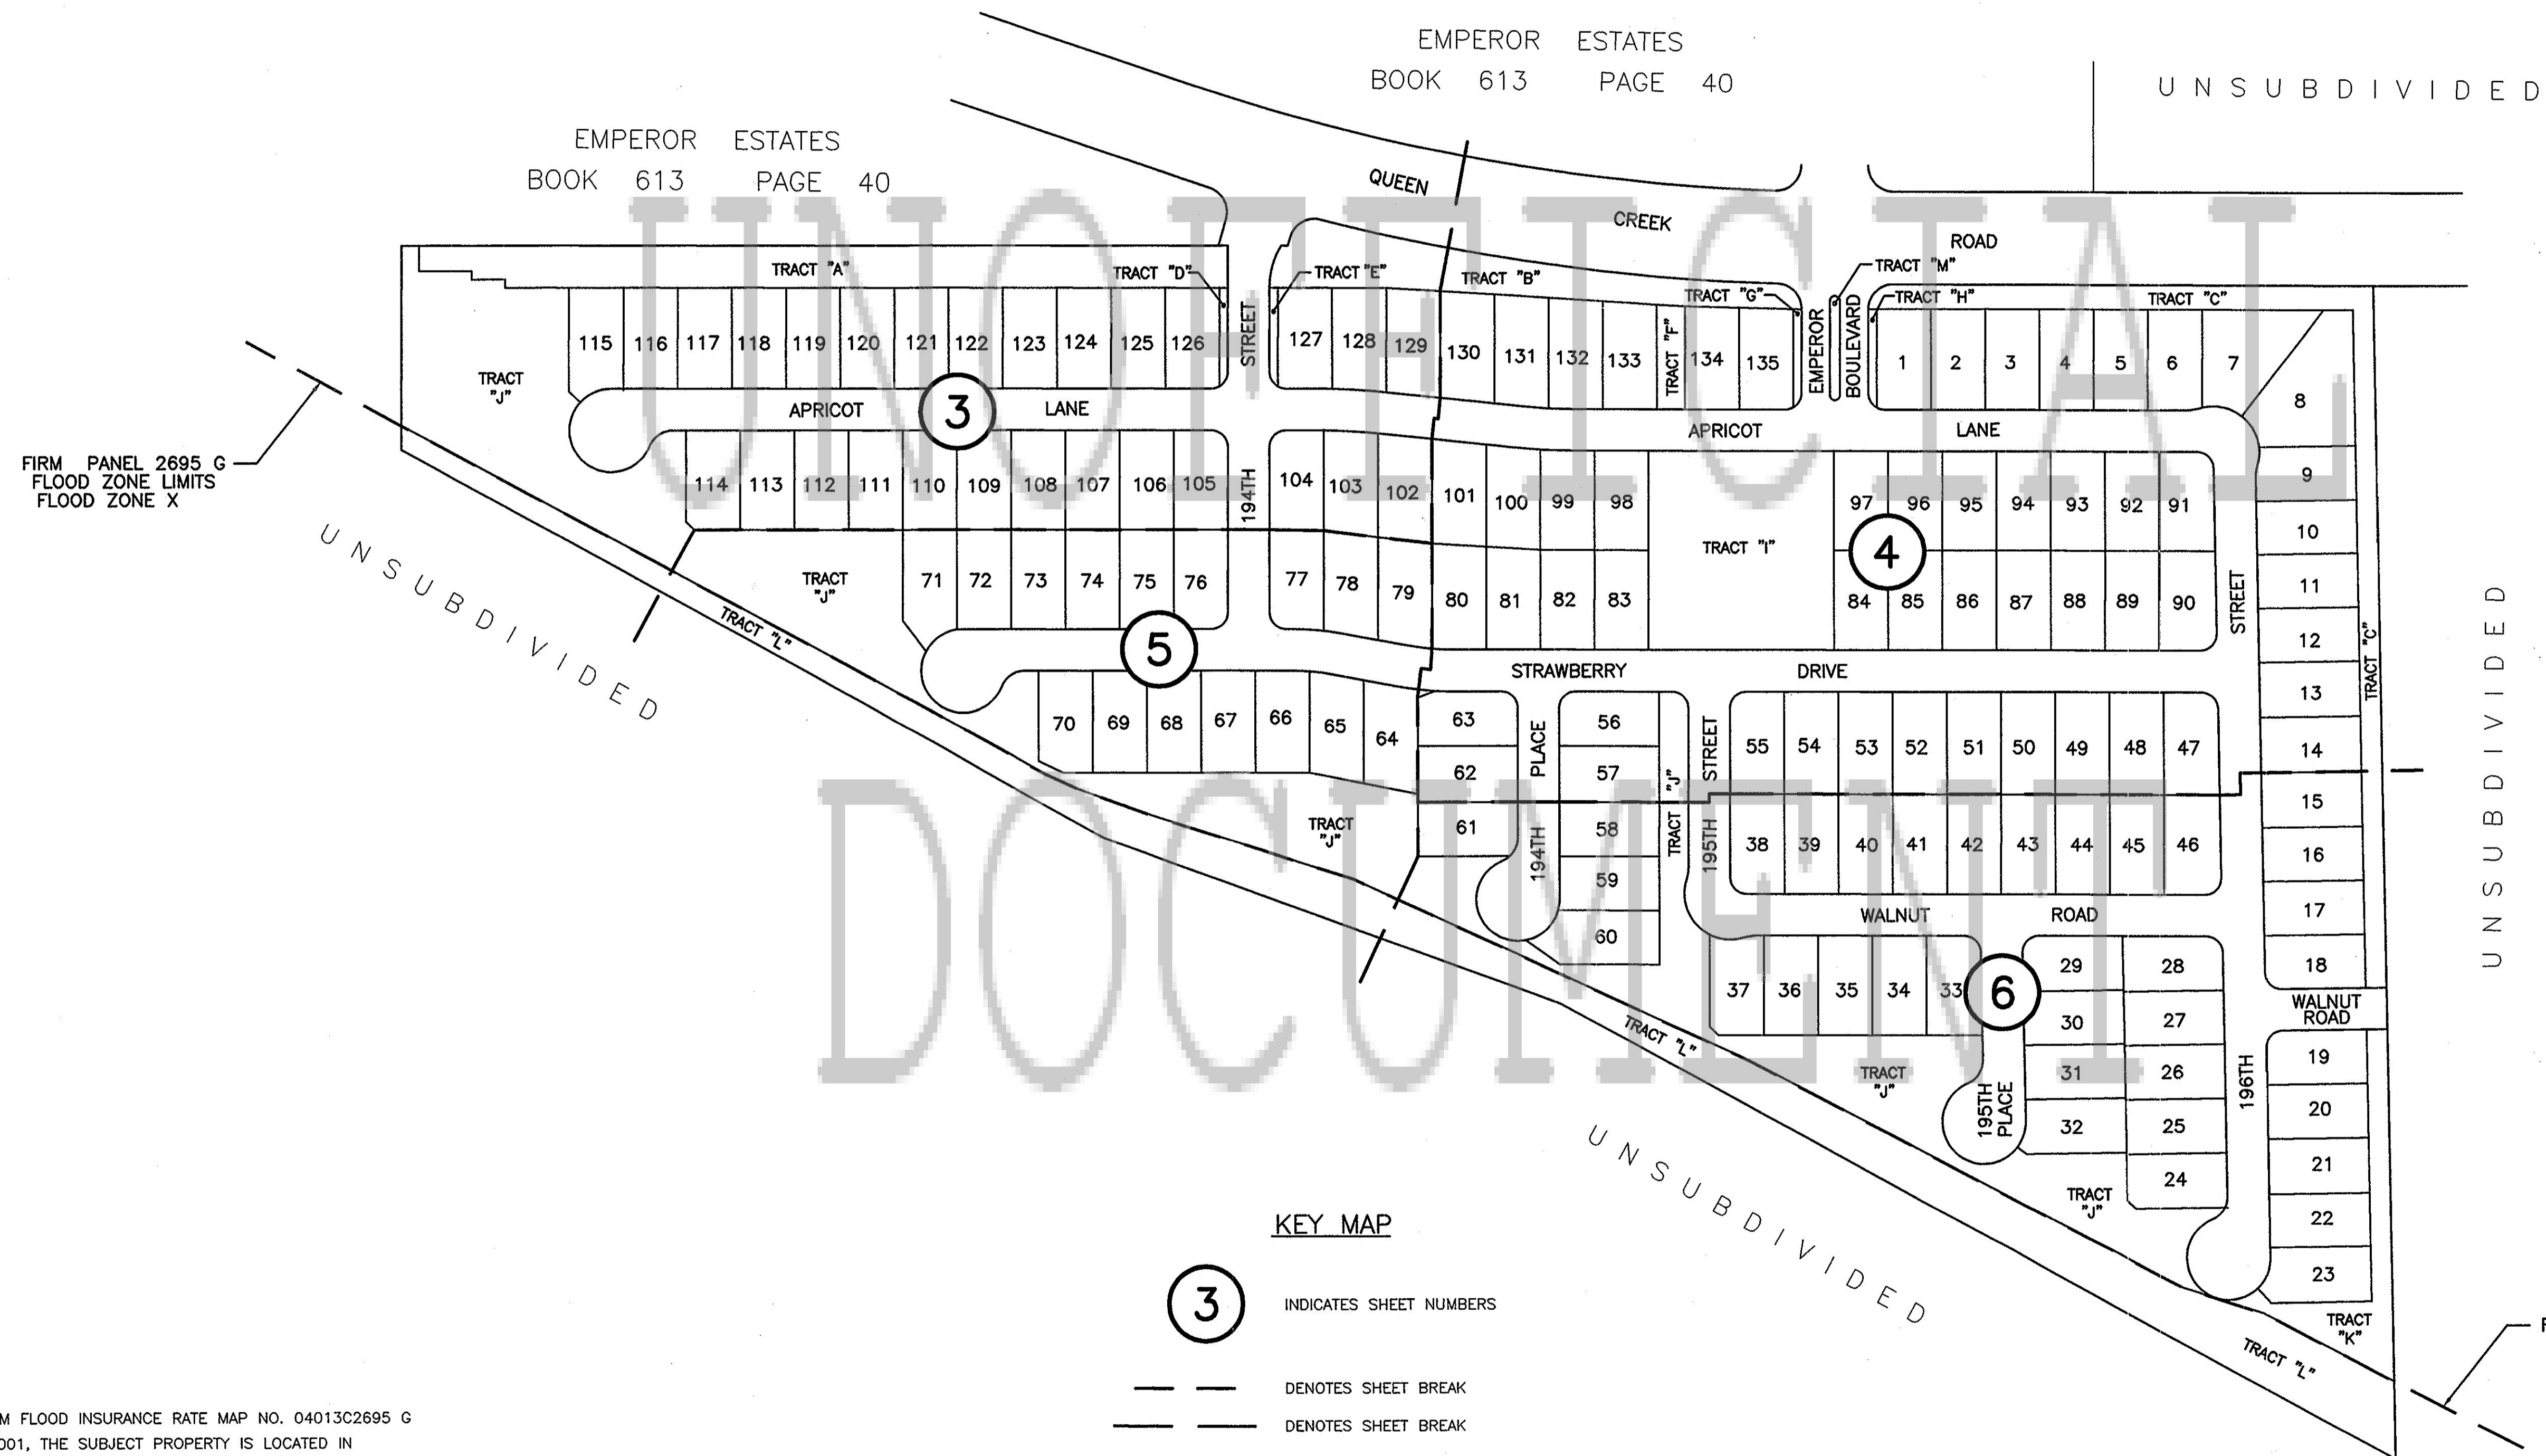 EMPEROR ESTATES
BOOK 613 PAGE 40
UNSUBDIVIDED
EMPEROR ESTATES
BOOK 613 PAGE 40
QUEEN
CREEK
ROAD
TRACT "A"
TRACT "D"
TRACT "E"
TRACT "B"
TRACT "G"
TRACT "M"
TRACT "H"
TRACT "C"
115 116 117 118 119 120 121 122 123 124 125 126
STREET
127 128 129 130 131 132 133
TRACT "F"
134 135
EMPEROR
BOULEVARD
1 2 3 4 5 6 7
8
TRACT
"J"
APRICOT
3
LANE
APRICOT
LANE
FIRM PANEL 2695 G
FLOOD ZONE LIMITS
FLOOD ZONE X
114 113 112 111 110 109 108 107 106 105
194TH
104 103 102 101 100 99 98
TRACT "I"
97 96 95 94 93 92 91
4
9
10
11
12
13
14
15
16
17
18
STREET
TRACT "C"
UNSUBDIVIDED
UNSUBDIVIDED
TRACT
"J"
TRACT "L"
71 72 73 74 75 76
77 78 79 80 81 82 83
84 85 86 87 88 89 90
5
STRAWBERRY
DRIVE
70 69 68 67 66 65 64
63
62
61
194TH
PLACE
56
57
58
59
60
TRACT "J"
195TH
STREET
55 54 53 52 51 50 49 48 47
38 39 40 41 42 43 44 45 46
TRACT
"J"
WALNUT
ROAD
37 36 35 34 33
6
29
30
31
32
28
27
26
25
24
WALNUT
ROAD
19
20
21
22
23
196TH
195TH
PLACE
TRACT "L"
TRACT
"J"
TRACT
"J"
TRACT
"K"
TRACT "L"
UNSUBDIVIDED
UNOFFICIAL
DOCUMENT
KEY MAP
3
INDICATES SHEET NUMBERS
DENOTES SHEET BREAK
DENOTES SHEET BREAK
M FLOOD INSURANCE RATE MAP NO. 04013C2695 G
001, THE SUBJECT PROPERTY IS LOCATED IN